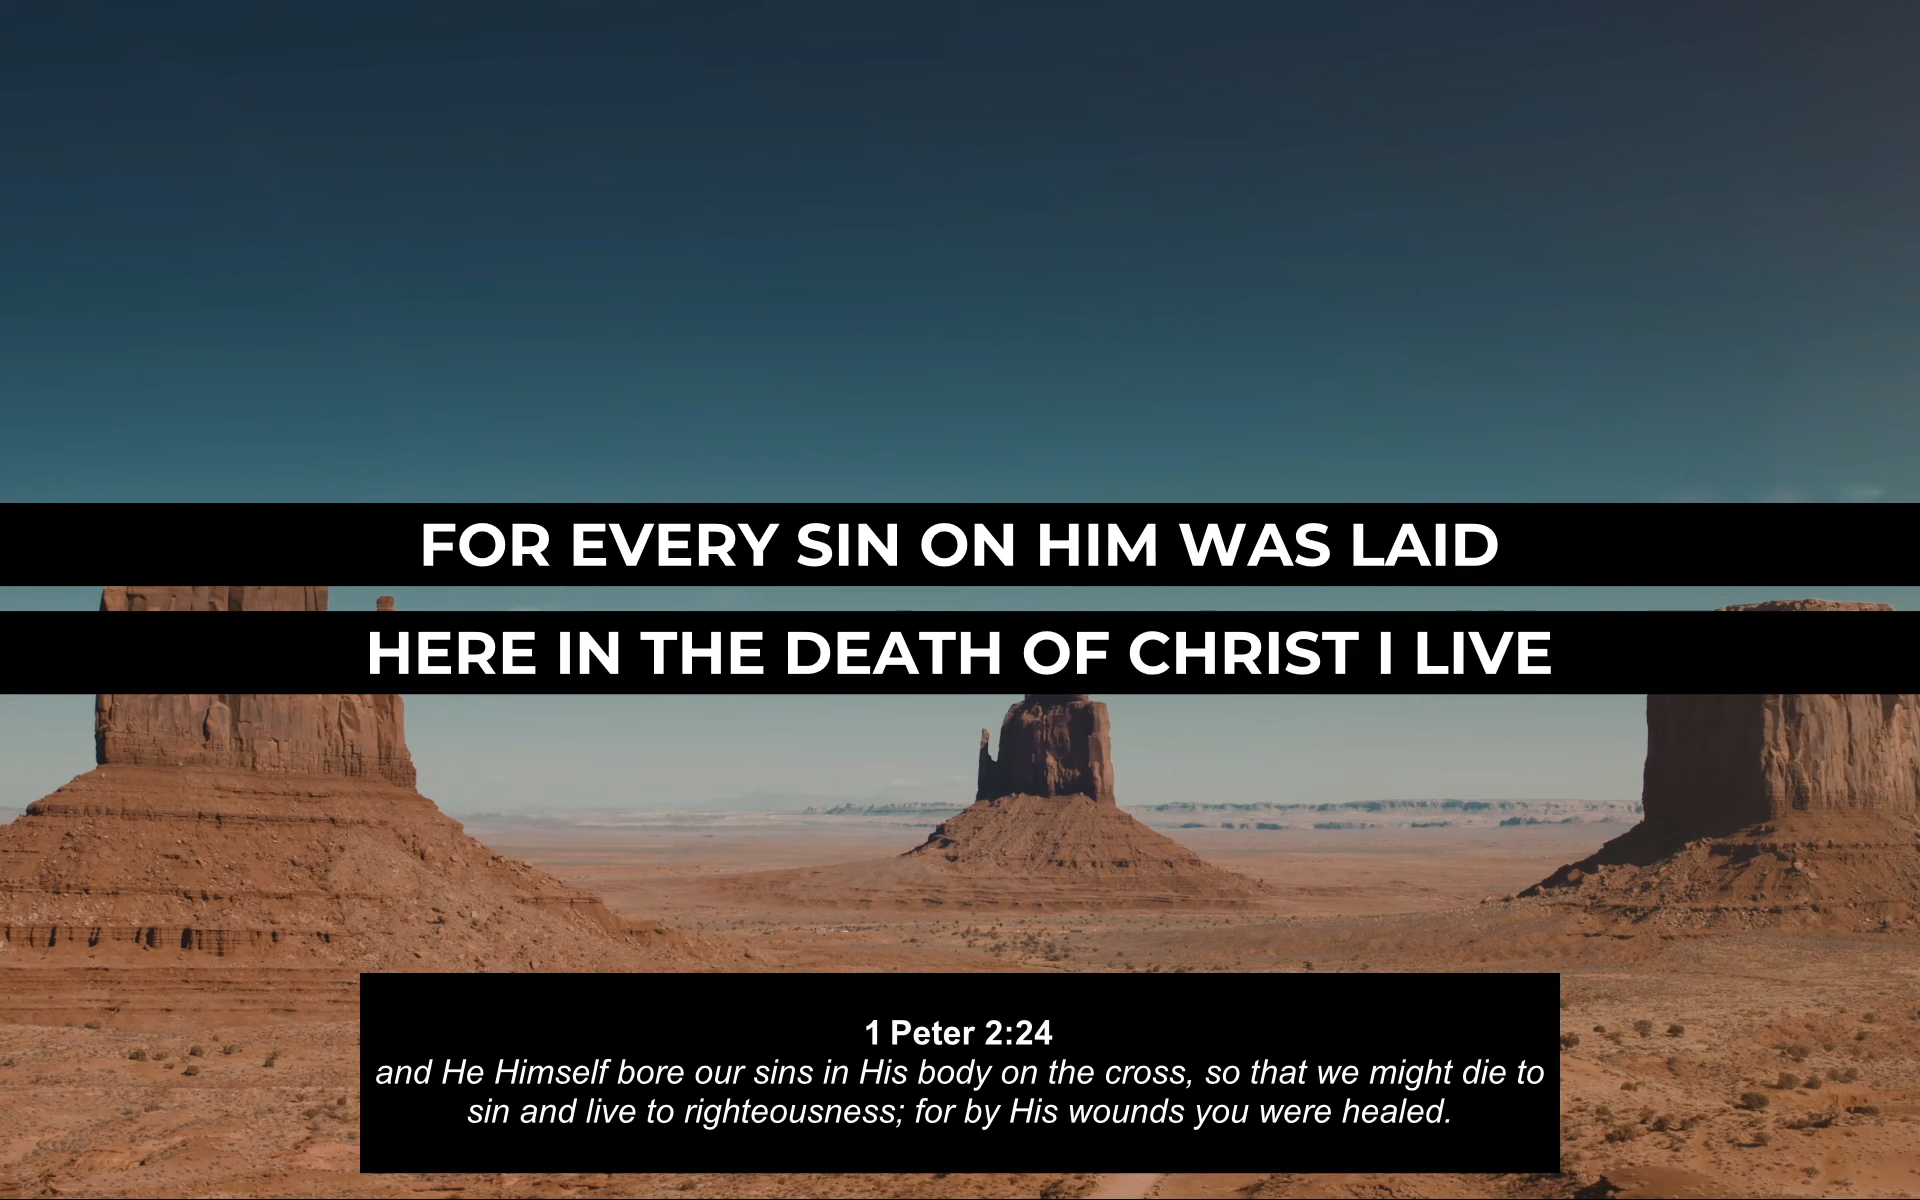 FOR EVERY SIN ON HIM WAS LAID
HERE IN THE DEATH OF CHRIST I LIVE
1 Peter 2:24
and He Himself bore our sins in His body on the cross, so that we might die to
sin and live to righteousness; for by His wounds you were healed.